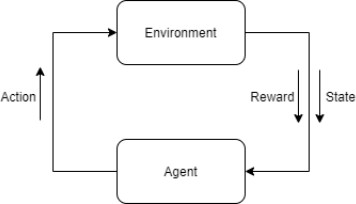 Environment
Action
Reward
State
Agent